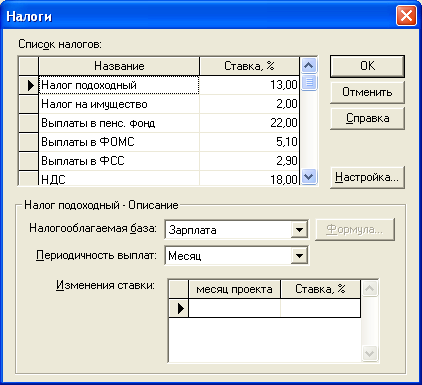 Налоги
Список налогов:
Название Ставка, %
Налог подоходный 13,00
Налог на имущество 2,00
Выплаты в пенс. фонд 22,00
Выплаты в ФОМС 5,10
Выплаты в ФСС 2,90
НДС 18,00
OK
Отменить
Справка
Настройка...
Налог подоходный - Описание
Налогооблагаемая база: Зарплата Формула...
Периодичность выплат: Месяц
Изменения ставки: месяц проекта Ставка, %